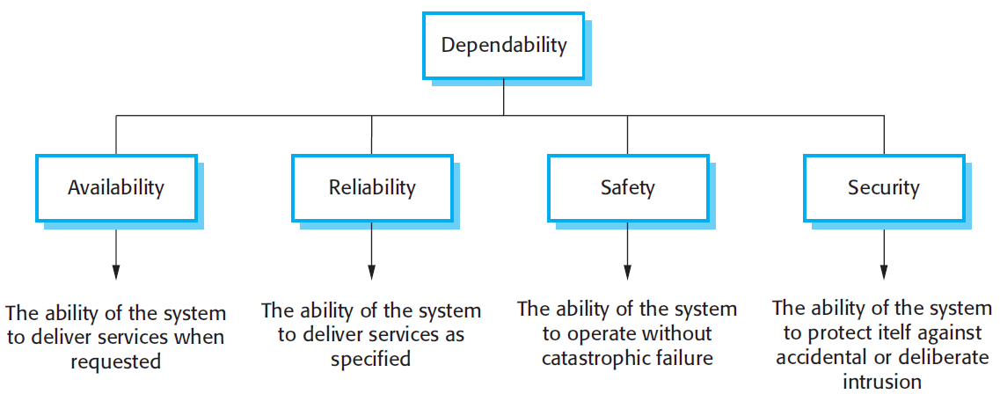 Dependability
Availability
Reliability
Safety
Security
The ability of the system
to deliver services when
requested
The ability of the system
to deliver services as
specified
The ability of the system
to operate without
catastrophic failure
The ability of the system
to protect itelf against
accidental or deliberate
intrusion